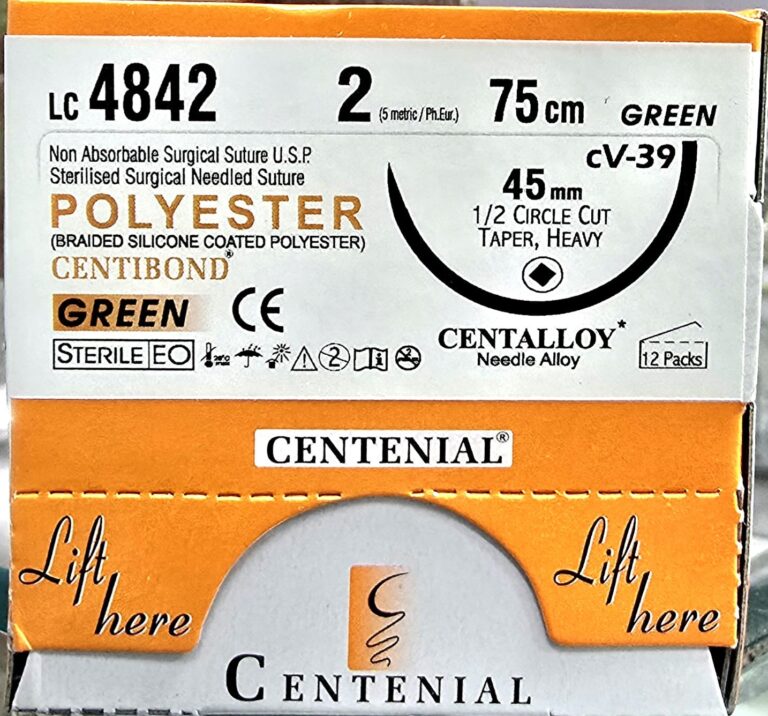 LC 4842 2 (5 metric / Ph.Eur.) 75 cm GREEN
Non Absorbable Surgical Suture U.S.P.
Sterilised Surgical Needled Suture
POLYESTER
(BRAIDED SILICONE COATED POLYESTER)
CENTIBOND®
GREEN CE
STERILE EO
2
cV-39
45 mm
1/2 CIRCLE CUT
TAPER, HEAVY
CENTALLOY*
Needle Alloy
12 Packs
CENTENIAL®
Lift here
Lift here
CENTENIAL